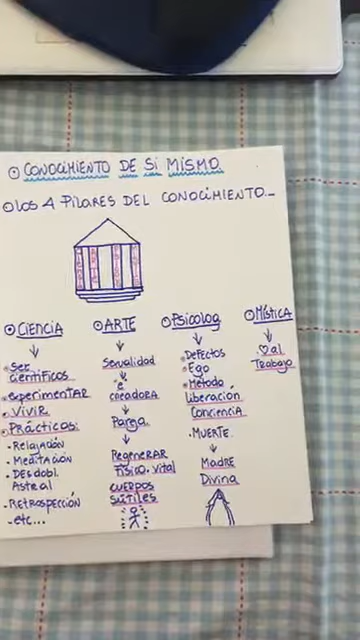 CONOCIMIENTO DE SÍ MISMO.
LOS 4 PILARES DEL CONOCIMIENTO...
CIENCIA
Ser
científicos
experimentar
VIVIR
PRÁCTICAS:
- Relajación
- Meditación
- Desdobl.
Astral
- RETROSPECCIÓN
- etc...
ARTE
Sexualidad
creadora
Pareja
Regenerar
Físico, vital
cuerpos
sútiles
Psicolog
Defectos
Ego
Método
Liberación
Conciencia
MUERTE
MADRE
Divina
MÍSTICA
♡ al
Trabajo